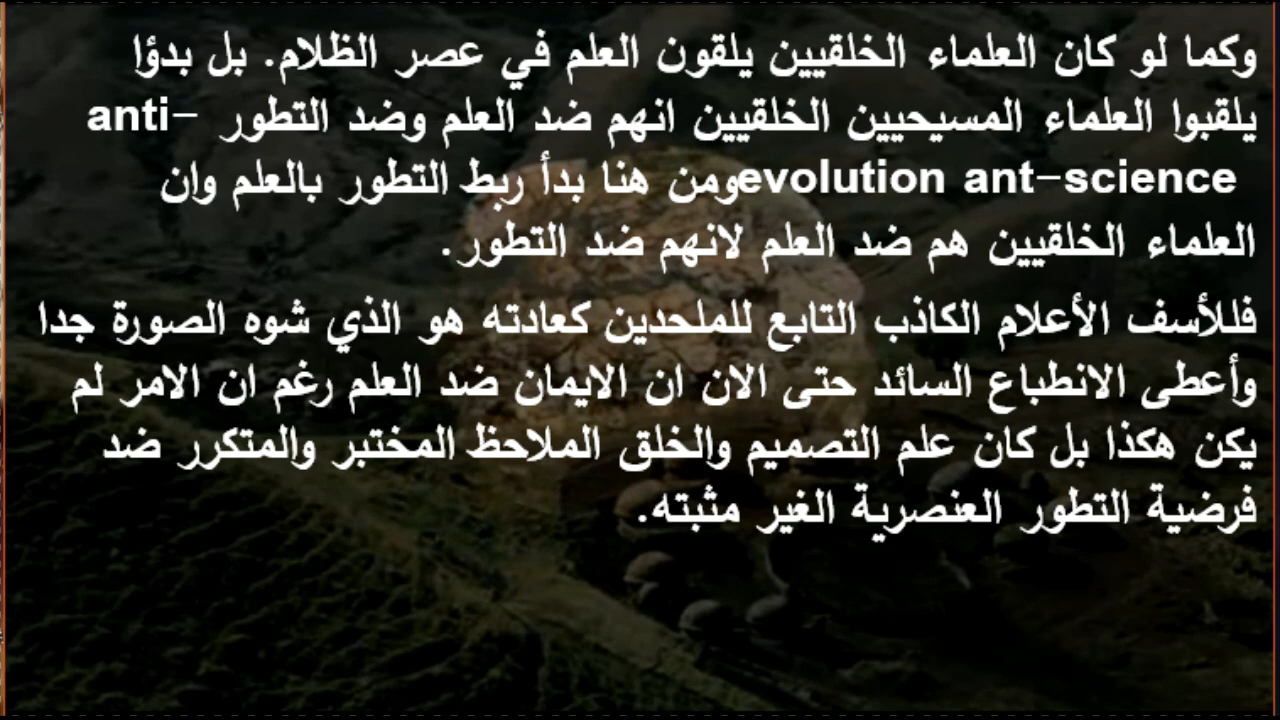 وكما لو كان العلماء الخلقيين يلقون العلم في عصر الظلام. بل بدؤا
يلقبوا العلماء المسيحيين الخلقيين انهم ضد العلم وضد التطور anti-
evolution ant-science ومن هنا بدأ ربط التطور بالعلم وان
العلماء الخلقيين هم ضد العلم لانهم ضد التطور.
فللأسف الأعلام الكاذب التابع للملحدين كعادته هو الذي شوه الصورة جدا
وأعطى الانطباع السائد حتى الان ان الايمان ضد العلم رغم ان الامر لم
يكن هكذا بل كان علم التصميم والخلق الملاحظ المختبر والمتكرر ضد
فرضية التطور العنصرية الغير مثبته.